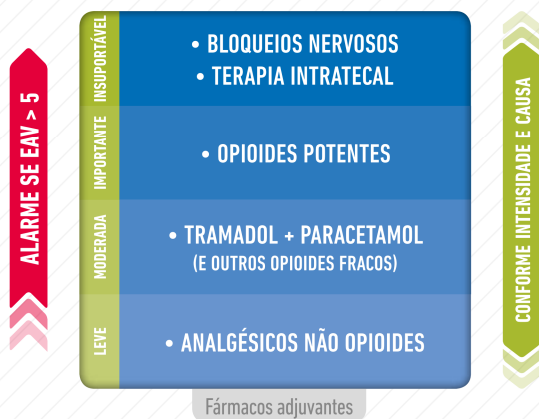 ALARME SE EAV > 5
INSUPORTÁVEL
• BLOQUEIOS NERVOSOS
• TERAPIA INTRATECAL
IMPORTANTE
• OPIOIDES POTENTES
MODERADA
• TRAMADOL + PARACETAMOL
(E OUTROS OPIOIDES FRACOS)
LEVE
• ANALGÉSICOS NÃO OPIOIDES
CONFORME INTENSIDADE E CAUSA
Fármacos adjuvantes